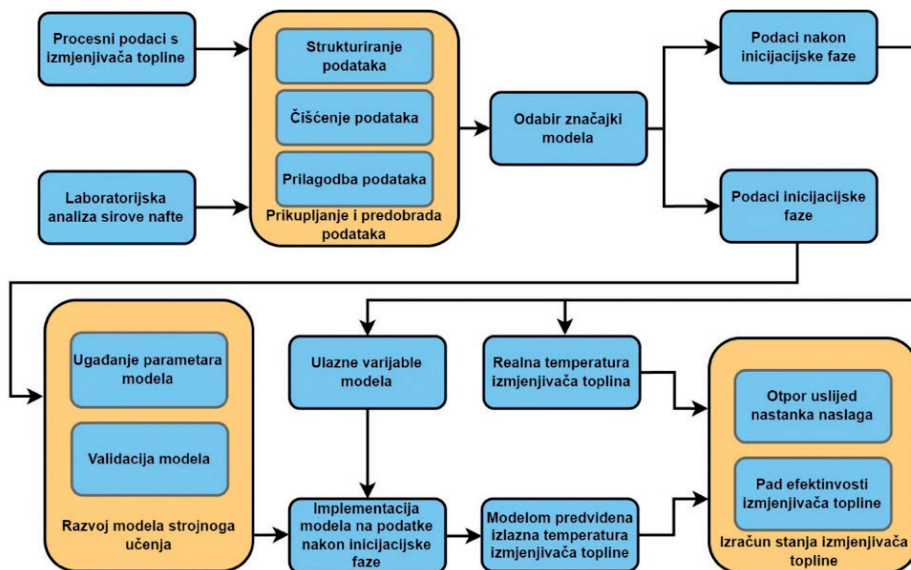 Procesni podaci s
izmjenjivača topline
Strukturiranje
podataka
Čišćenje podataka
Prilagodba podataka
Prikupljanje i predobrada
podataka
Laboratorijska
analiza sirove nafte
Odabir značajki
modela
Podaci nakon
inicijacijske faze
Podaci inicijacijske
faze
Ugađanje parametara
modela
Validacija modela
Razvoj modela strojnoga
učenja
Ulazne varijable
modela
Implementacija
modela na podatke
nakon inicijacijske
faze
Realna temperatura
izmjenjivača toplina
Modelom predviđena
izlazna temperatura
izmjenjivača topline
Otpor uslijed
nastanka naslaga
Pad efektinvosti
izmjenjivača topline
Izračun stanja izmjenjivača
topline